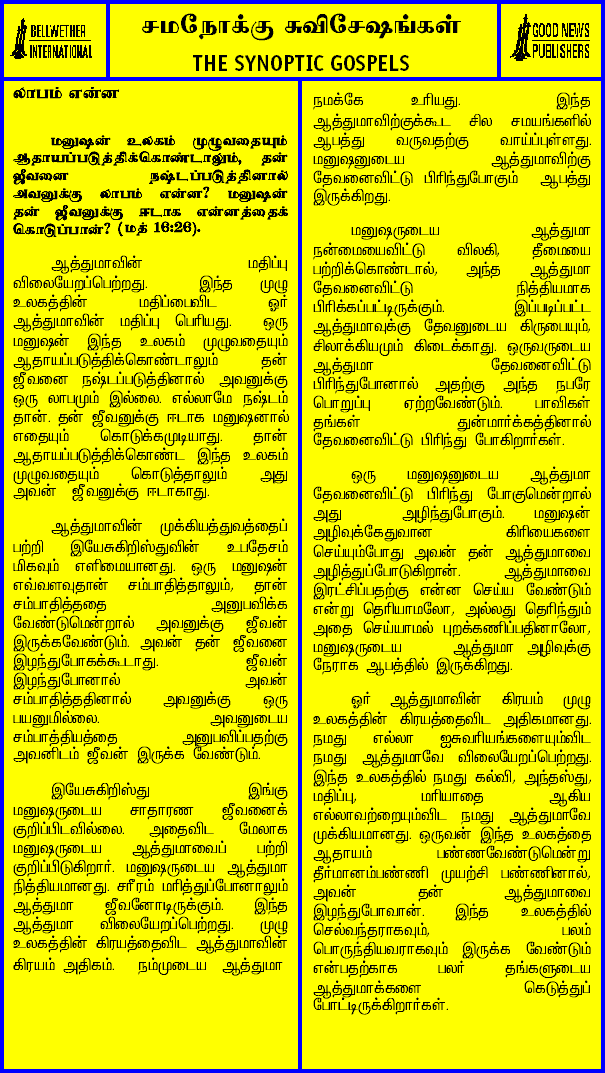 BELLWETHER
INTERNATIONAL
சமநோக்கு சுவிசேஷங்கள்
THE SYNOPTIC GOSPELS
GOOD NEWS
PUBLISHERS
லாபம் என்ன
மனுஷன் உலகம் முழுவதையும்
ஆதாயப்படுத்திக்கொண்டாலும், தன்
ஜீவனை நஷ்டப்படுத்தினால்
அவனுக்கு லாபம் என்ன? மனுஷன்
தன் ஜீவனுக்கு ஈடாக என்னத்தைக்
கொடுப்பான்? (மத் 16:26).
ஆத்துமாவின் மதிப்பு
விலையேறப்பெற்றது. இந்த முழு
உலகத்தின் மதிப்பைவிட ஓர்
ஆத்துமாவின் மதிப்பு பெரியது. ஒரு
மனுஷன் இந்த உலகம் முழுவதையும்
ஆதாயப்படுத்திக்கொண்டாலும் தன்
ஜீவனை நஷ்டப்படுத்தினால் அவனுக்கு
ஒரு லாபமும் இல்லை. எல்லாமே நஷ்டம்
தான். தன் ஜீவனுக்கு ஈடாக மனுஷனால்
எதையும் கொடுக்கமுடியாது. தான்
ஆதாயப்படுத்திக்கொண்ட இந்த உலகம்
முழுவதையும் கொடுத்தாலும் அது
அவன் ஜீவனுக்கு ஈடாகாது.
ஆத்துமாவின் முக்கியத்துவத்தைப்
பற்றி இயேசுகிறிஸ்துவின் உபதேசம்
மிகவும் எளிமையானது. ஒரு மனுஷன்
எவ்வளவுதான் சம்பாதித்தாலும், தான்
சம்பாதித்ததை அனுபவிக்க
வேண்டுமென்றால் அவனுக்கு ஜீவன்
இருக்கவேண்டும். அவன் தன் ஜீவனை
இழந்துபோகக்கூடாது. ஜீவன்
இழந்துபோனால் அவன்
சம்பாதித்ததினால் அவனுக்கு ஒரு
பயனுமில்லை. அவனுடைய
சம்பாத்தியத்தை அனுபவிப்பதற்கு
அவனிடம் ஜீவன் இருக்க வேண்டும்.
இயேசுகிறிஸ்து இங்கு
மனுஷருடைய சாதாரண ஜீவனைக்
குறிப்பிடவில்லை. அதைவிட மேலாக
மனுஷருடைய ஆத்துமாவைப் பற்றி
குறிப்பிடுகிறார். மனுஷருடைய ஆத்துமா
நித்தியமானது. சரீரம் மரித்துப்போனாலும்
ஆத்துமா ஜீவனோடிருக்கும். இந்த
ஆத்துமா விலையேறப்பெற்றது. முழு
உலகத்தின் கிரயத்தைவிட ஆத்துமாவின்
கிரயம் அதிகம். நம்முடைய ஆத்துமா
நமக்கே உரியது. இந்த
ஆத்துமாவிற்குக்கூட சில சமயங்களில்
ஆபத்து வருவதற்கு வாய்ப்புள்ளது.
மனுஷனுடைய ஆத்துமாவிற்கு
தேவனைவிட்டு பிரிந்துபோகும் ஆபத்து
இருக்கிறது.
மனுஷருடைய ஆத்துமா
நன்மையைவிட்டு விலகி, தீமையை
பற்றிக்கொண்டால், அந்த ஆத்துமா
தேவனைவிட்டு நித்தியமாக
பிரிக்கப்பட்டிருக்கும். இப்படிப்பட்ட
ஆத்துமாவுக்கு தேவனுடைய கிருபையும்,
சிலாக்கியமும் கிடைக்காது. ஒருவருடைய
ஆத்துமா தேவனைவிட்டு
பிரிந்துபோனால் அதற்கு அந்த நபரே
பொறுப்பு ஏற்றவேண்டும். பாவிகள்
தங்கள் துன்மார்க்கத்தினால்
தேவனைவிட்டு பிரிந்து போகிறார்கள்.
ஒரு மனுஷனுடைய ஆத்துமா
தேவனைவிட்டு பிரிந்து போகுமென்றால்
அது அழிந்துபோகும். மனுஷன்
அழிவுக்கேதுவான கிரியைகளை
செய்யும்போது அவன் தன் ஆத்துமாவை
அழித்துப்போடுகிறான். ஆத்துமாவை
இரட்சிப்பதற்கு என்ன செய்ய வேண்டும்
என்று தெரியாமலோ, அல்லது தெரிந்தும்
அதை செய்யாமல் புறக்கணிப்பதினாலோ,
மனுஷருடைய ஆத்துமா அழிவுக்கு
நேராக ஆபத்தில் இருக்கிறது.
ஓர் ஆத்துமாவின் கிரயம் முழு
உலகத்தின் கிரயத்தைவிட அதிகமானது.
நமது எல்லா ஐசுவரியங்களையும்விட
நமது ஆத்துமாவே விலையேறப்பெற்றது.
இந்த உலகத்தில் நமது கல்வி, அந்தஸ்து,
மதிப்பு, மரியாதை ஆகிய
எல்லாவற்றையும்விட நமது ஆத்துமாவே
முக்கியமானது. ஒருவன் இந்த உலகத்தை
ஆதாயம் பண்ணவேண்டுமென்று
தீர்மானம்பண்ணி முயற்சி பண்ணினால்,
அவன் தன் ஆத்துமாவை
இழந்துபோவான். இந்த உலகத்தில்
செல்வந்தராகவும், பலம்
பொருந்தியவராகவும் இருக்க வேண்டும்
என்பதற்காக பலர் தங்களுடைய
ஆத்துமாக்களை கெடுத்துப்
போட்டிருக்கிறார்கள்.